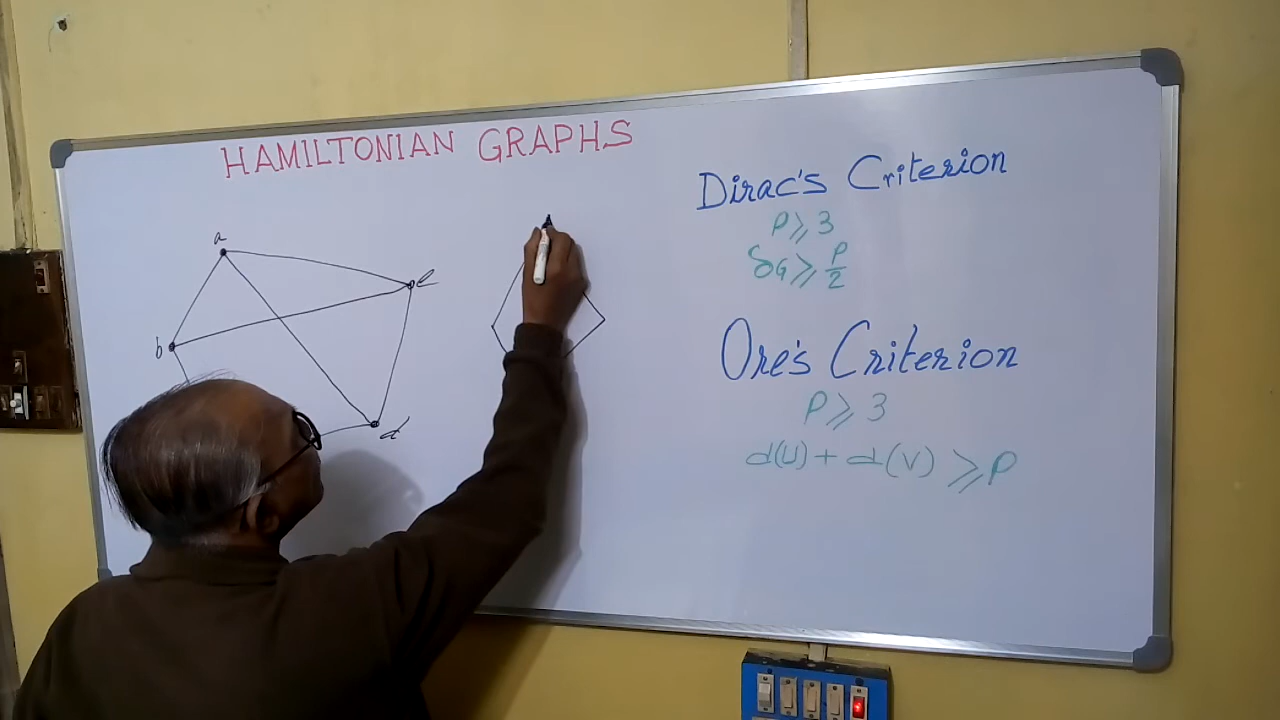 HAMILTONIAN GRAPHS
a
e
b
d
Dirac's Criterion
P ⩾ 3
δG ⩾ P/2
Ore's Criterion
P ⩾ 3
d(U) + d(V) ⩾ P